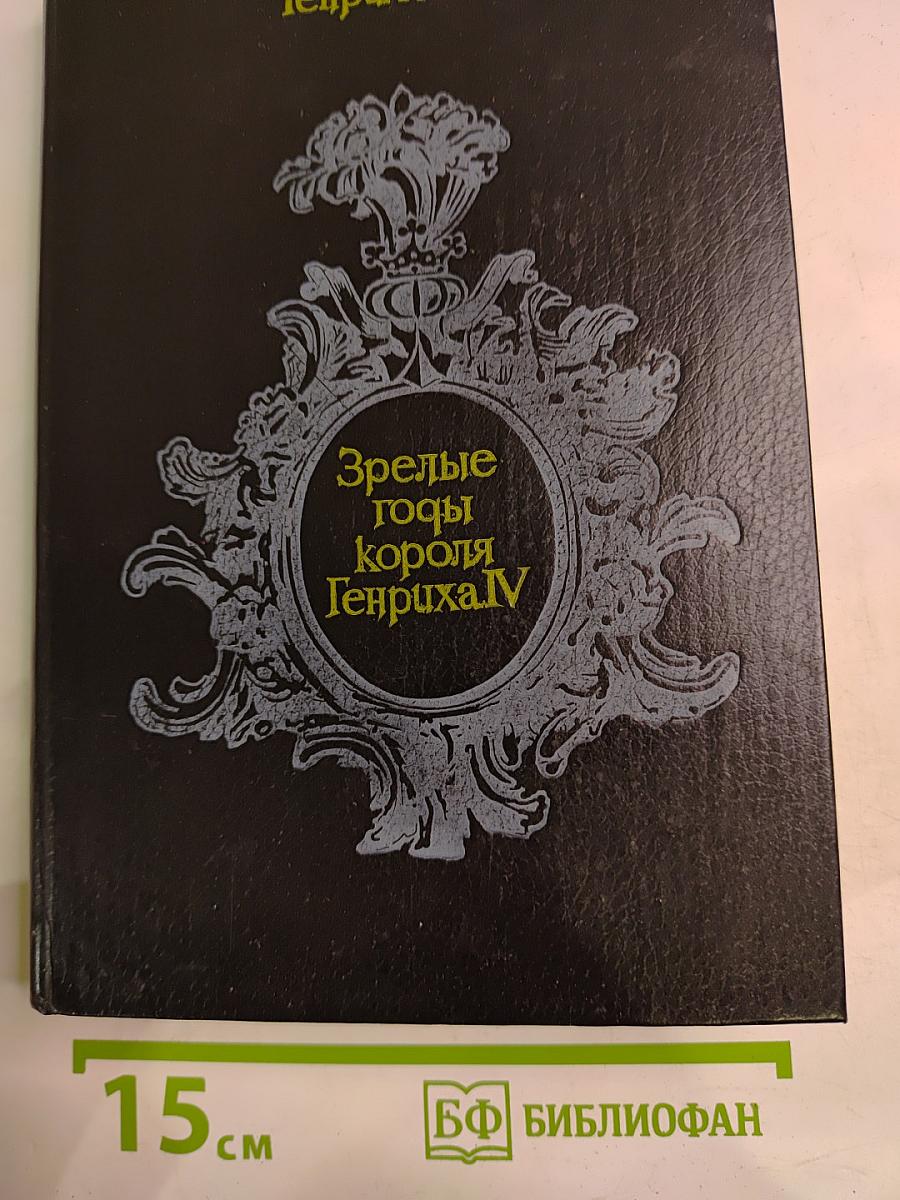 Зрелые
годы
короля
Генриха IV
15 см
БФ БИБЛИОФАН